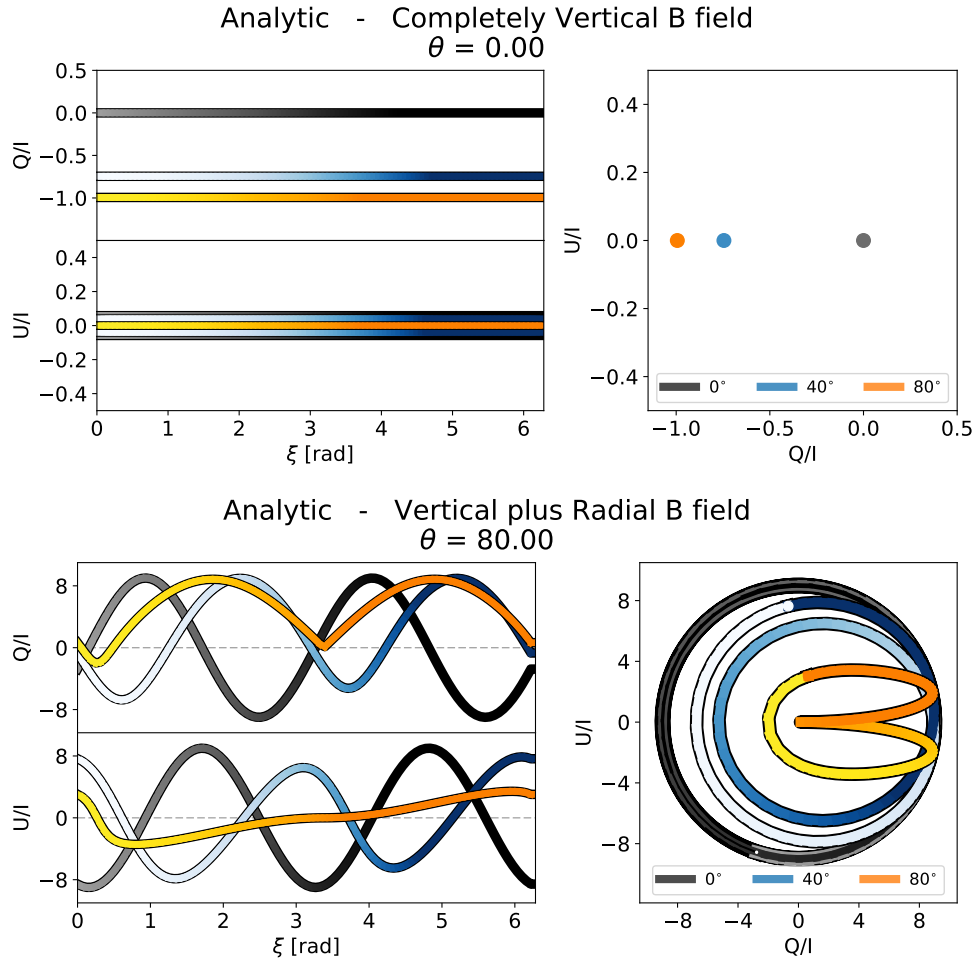 Analytic - Completely Vertical B field
θ = 0.00
0.5
0.0
−0.5
−1.0
Q/I
0.4
0.2
0.0
−0.2
−0.4
U/I
0 1 2 3 4 5 6
ξ [rad]
0.4
0.2
0.0
−0.2
−0.4
U/I
0° 40° 80°
−1.0 −0.5 0.0 0.5
Q/I
Analytic - Vertical plus Radial B field
θ = 80.00
8
0
−8
Q/I
8
0
−8
U/I
0 1 2 3 4 5 6
ξ [rad]
8
4
0
−4
−8
U/I
0° 40° 80°
−8 −4 0 4 8
Q/I